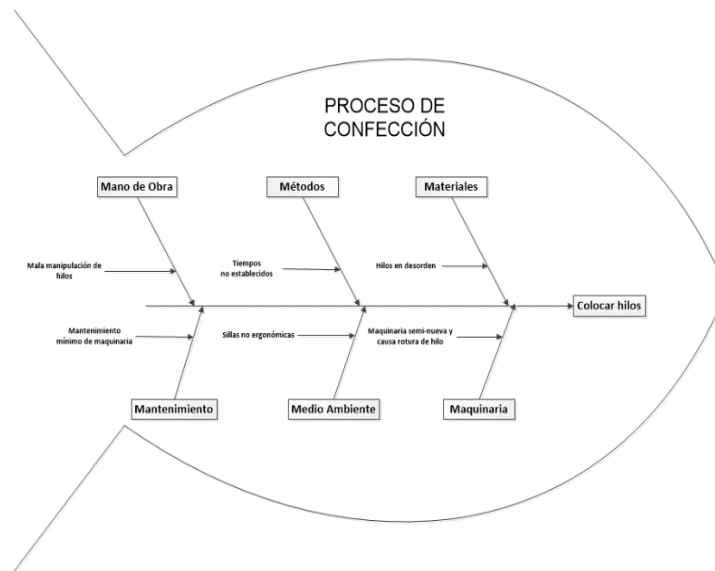 PROCESO DE
CONFECCIÓN
Mano de Obra
Métodos
Materiales
Mala manipulación de
hilos
Tiempos
no establecidos
Hilos en desorden
Colocar hilos
Mantenimiento
mínimo de maquinaria
Sillas no ergonómicas
Maquinaria semi-nueva y
causa rotura de hilo
Mantenimiento
Medio Ambiente
Maquinaria